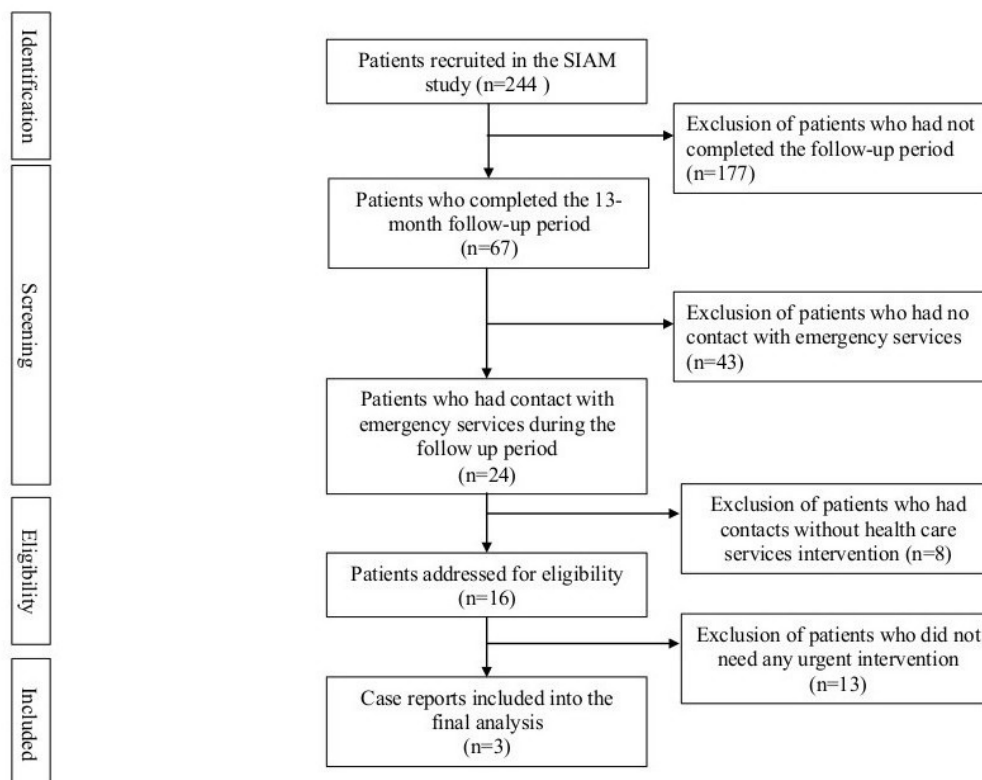 Identification
Patients recruited in the SIAM
study (n=244 )
Exclusion of patients who had not
completed the follow-up period
(n=177)
Screening
Patients who completed the 13-
month follow-up period
(n=67)
Exclusion of patients who had no
contact with emergency services
(n=43)
Patients who had contact with
emergency services during the
follow up period
(n=24)
Eligibility
Exclusion of patients who had
contacts without health care
services intervention (n=8)
Patients addressed for eligibility
(n=16)
Exclusion of patients who did not
need any urgent intervention
(n=13)
Included
Case reports included into the
final analysis
(n=3)